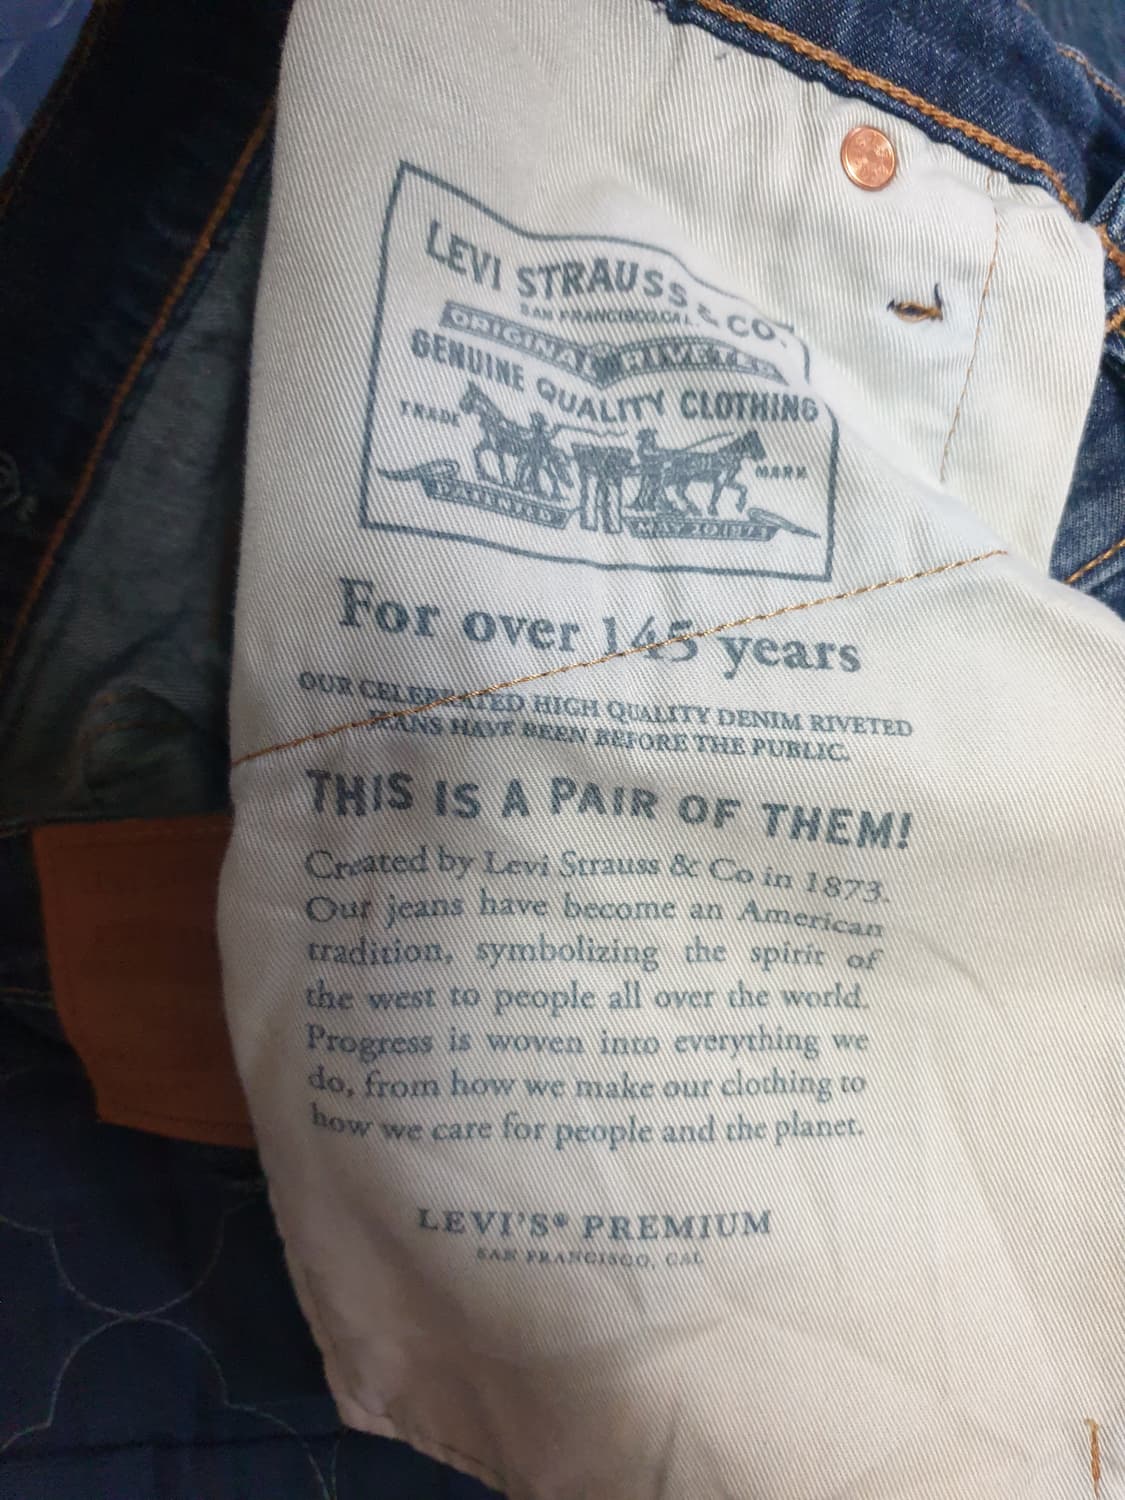 LEVI STRAUSS & CO.
SAN FRANCISCO, CAL.
ORIGINAL RIVETED
GENUINE QUALITY CLOTHING
TRADE MARK
PATENTED MAY 20 1873
For over 145 years
OUR CELEBRATED HIGH QUALITY DENIM RIVETED
JEANS HAVE BEEN BEFORE THE PUBLIC.
THIS IS A PAIR OF THEM!
Created by Levi Strauss & Co in 1873.
Our jeans have become an American
tradition, symbolizing the spirit of
the west to people all over the world.
Progress is woven into everything we
do, from how we make our clothing to
how we care for people and the planet.
LEVI'S® PREMIUM
SAN FRANCISCO, CAL